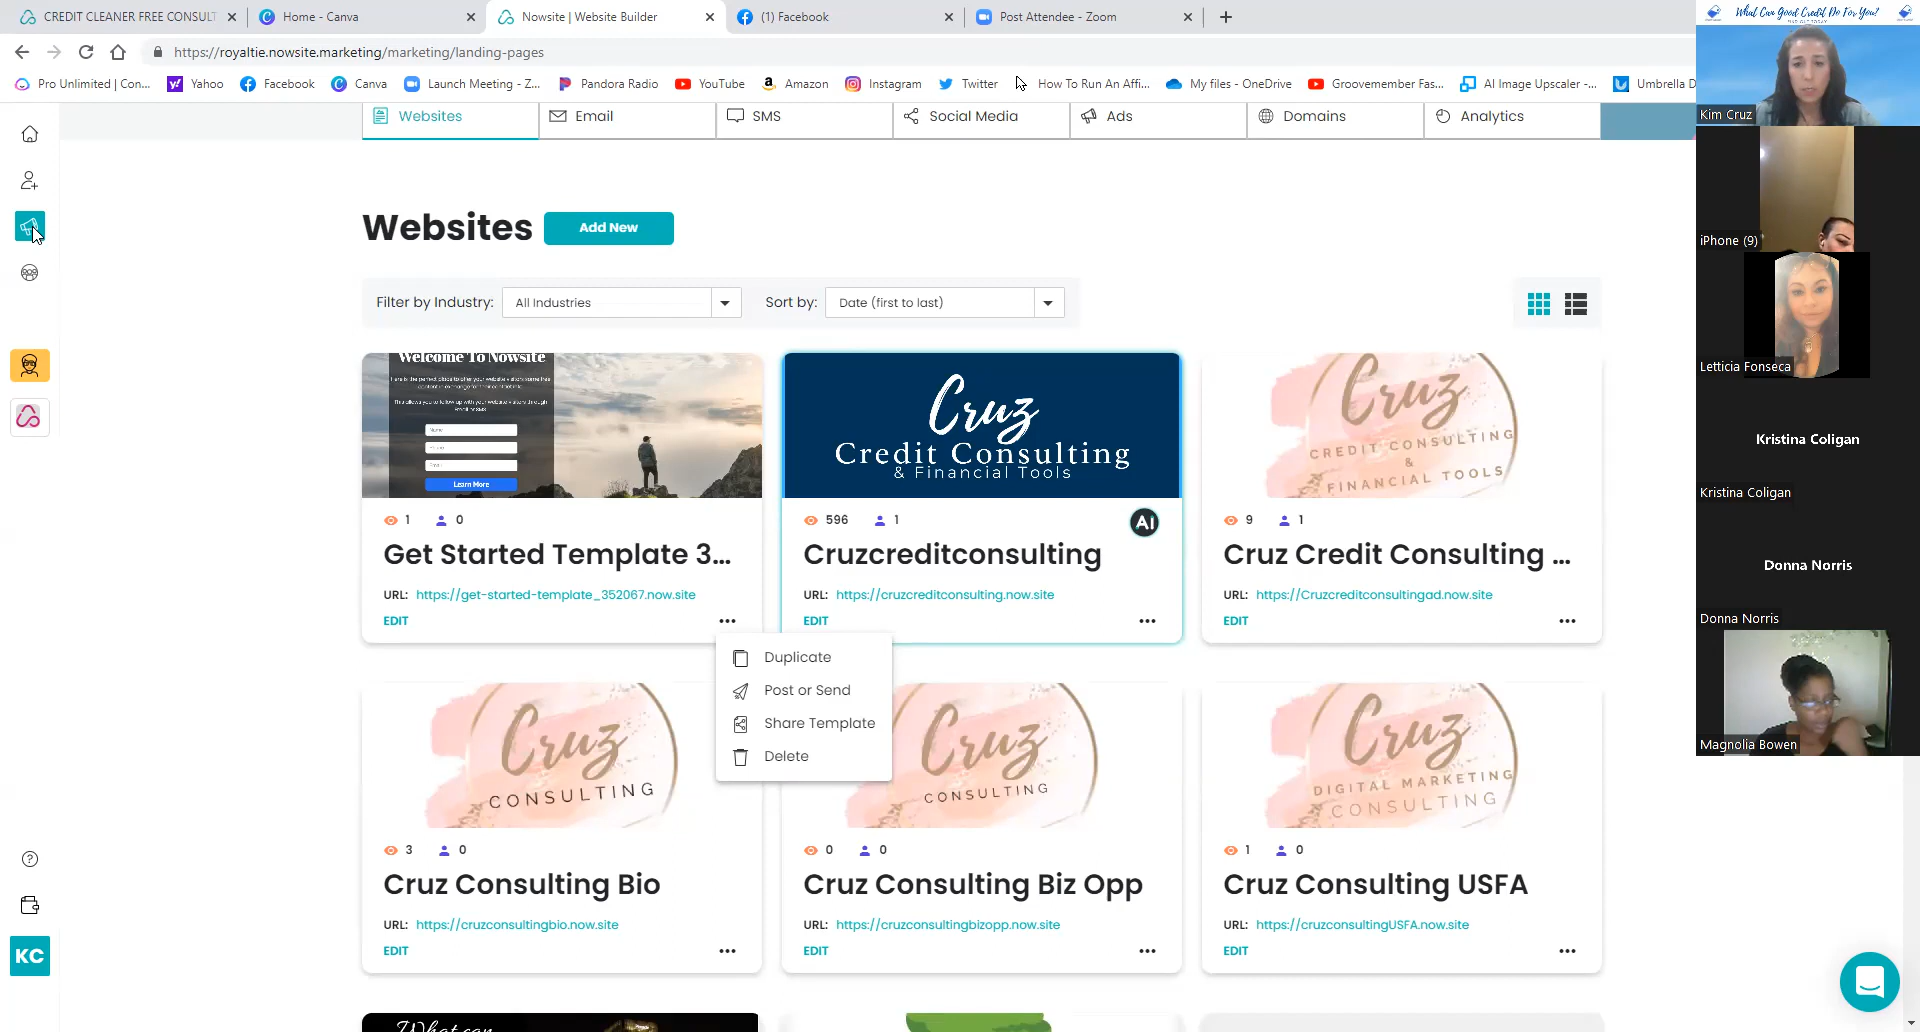 CREDIT CLEANER FREE CONSULT
Home - Canva
Nowsite | Website Builder
(1) Facebook
Post Attendee - Zoom
https://royaltie.nowsite.marketing/marketing/landing-pages
Pro Unlimited | Con...
Yahoo
Facebook
Canva
Launch Meeting - Z...
Pandora Radio
YouTube
Amazon
Instagram
Twitter
How To Run An Affi...
My files - OneDrive
Groovemember Fas...
AI Image Upscaler -...
Umbrella D
What Can Good Credit Do For You?
Websites
Email
SMS
Social Media
Ads
Domains
Analytics
Websites
Add New
Filter by Industry:
All Industries
Sort by:
Date (first to last)
Welcome To Nowsite
Learn More
1
0
Get Started Template 3...
URL: https://get-started-template_352067.now.site
EDIT
Cruz
Credit Consulting
& Financial Tools
596
1
AI
Cruzcreditconsulting
URL: https://cruzcreditconsulting.now.site
EDIT
Cruz
CREDIT CONSULTING
&
FINANCIAL TOOLS
9
1
Cruz Credit Consulting ...
URL: https://Cruzcreditconsultingad.now.site
EDIT
Duplicate
Post or Send
Share Template
Delete
Cruz
CONSULTING
3
0
Cruz Consulting Bio
URL: https://cruzconsultingbio.now.site
EDIT
Cruz
CONSULTING
0
0
Cruz Consulting Biz Opp
URL: https://cruzconsultingbizopp.now.site
EDIT
Cruz
DIGITAL MARKETING
CONSULTING
1
0
Cruz Consulting USFA
URL: https://cruzconsultingUSFA.now.site
EDIT
What can
KC
Kim Cruz
iPhone (9)
Letticia Fonseca
Kristina Coligan
Kristina Coligan
Donna Norris
Donna Norris
Magnolia Bowen